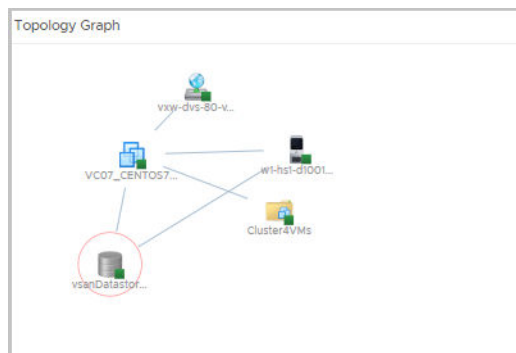 Topology Graph
vxw-dvs-80-v...
VC07_CENTOS7...
w1-hs1-d1001...
Cluster4VMs
vsanDatastor...